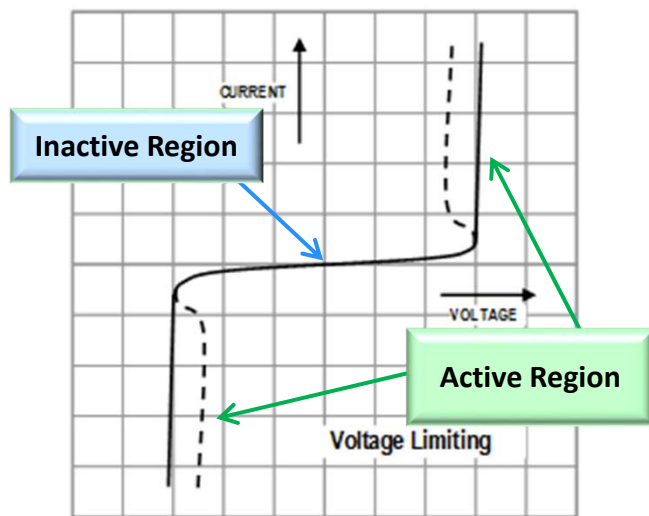 CURRENT
Inactive Region
VOLTAGE
Active Region
Voltage Limiting